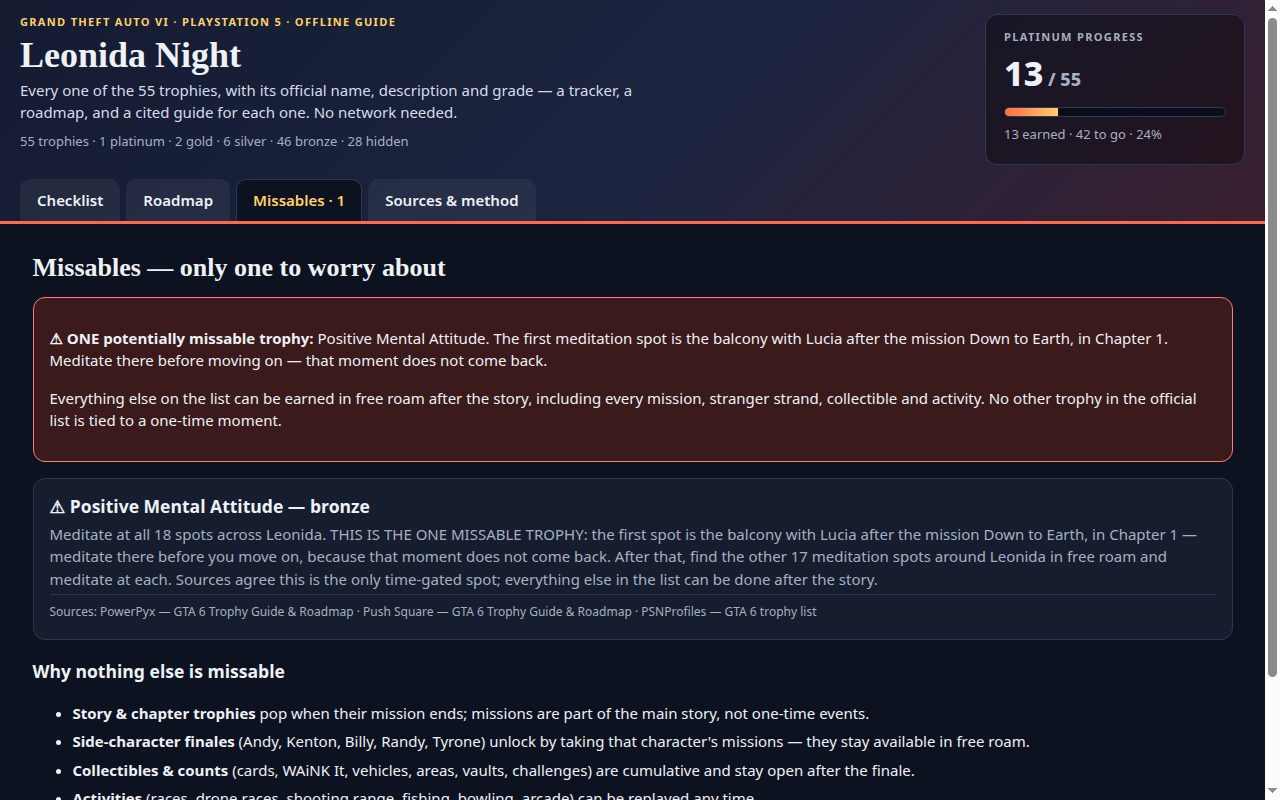 GRAND THEFT AUTO VI · PLAYSTATION 5 · OFFLINE GUIDE
Leonida Night
Every one of the 55 trophies, with its official name, description and grade — a tracker, a
roadmap, and a cited guide for each one. No network needed.
55 trophies · 1 platinum · 2 gold · 6 silver · 46 bronze · 28 hidden
PLATINUM PROGRESS
13 / 55
13 earned · 42 to go · 24%
Checklist
Roadmap
Missables · 1
Sources & method
Missables — only one to worry about
⚠ ONE potentially missable trophy: Positive Mental Attitude. The first meditation spot is the balcony with Lucia after the mission Down to Earth, in Chapter 1.
Meditate there before moving on — that moment does not come back.
Everything else on the list can be earned in free roam after the story, including every mission, stranger strand, collectible and activity. No other trophy in the official
list is tied to a one-time moment.
⚠ Positive Mental Attitude — bronze
Meditate at all 18 spots across Leonida. THIS IS THE ONE MISSABLE TROPHY: the first spot is the balcony with Lucia after the mission Down to Earth, in Chapter 1 —
meditate there before you move on, because that moment does not come back. After that, find the other 17 meditation spots around Leonida in free roam and
meditate at each. Sources agree this is the only time-gated spot; everything else in the list can be done after the story.
Sources: PowerPyx — GTA 6 Trophy Guide & Roadmap · Push Square — GTA 6 Trophy Guide & Roadmap · PSNProfiles — GTA 6 trophy list
Why nothing else is missable
• Story & chapter trophies pop when their mission ends; missions are part of the main story, not one-time events.
• Side-character finales (Andy, Kenton, Billy, Randy, Tyrone) unlock by taking that character's missions — they stay available in free roam.
• Collectibles & counts (cards, WAiNK It, vehicles, areas, vaults, challenges) are cumulative and stay open after the finale.
• Activities (races, drone races, shooting range, fishing, bowling, arcade) can be replayed any time.